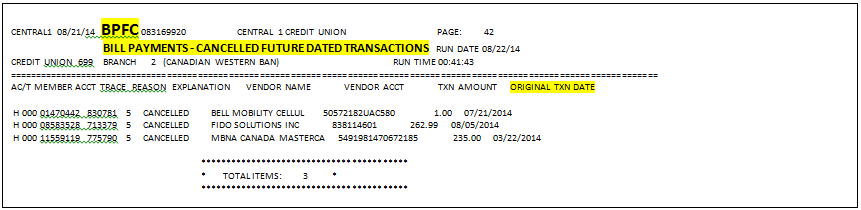 CENTRAL1 08/21/14 BPFC 083169920 CENTRAL 1 CREDIT UNION PAGE: 42
BILL PAYMENTS - CANCELLED FUTURE DATED TRANSACTIONS RUN DATE 08/22/14
CREDIT UNION 699 BRANCH 2 (CANADIAN WESTERN BAN) RUN TIME 00:41:43
====================================================================================================
AC/T MEMBER ACCT TRACE REASON EXPLANATION VENDOR NAME VENDOR ACCT TXN AMOUNT ORIGINAL TXN DATE
H 000 01470442 830781 5 CANCELLED BELL MOBILITY CELLUL 50572182UAC580 1.00 07/21/2014
H 000 08583528 713379 5 CANCELLED FIDO SOLUTIONS INC 838114601 262.99 08/05/2014
H 000 11559119 775790 5 CANCELLED MBNA CANADA MASTERCA 5491981470672185 235.00 03/22/2014
****************************************
* TOTAL ITEMS: 3 *
****************************************